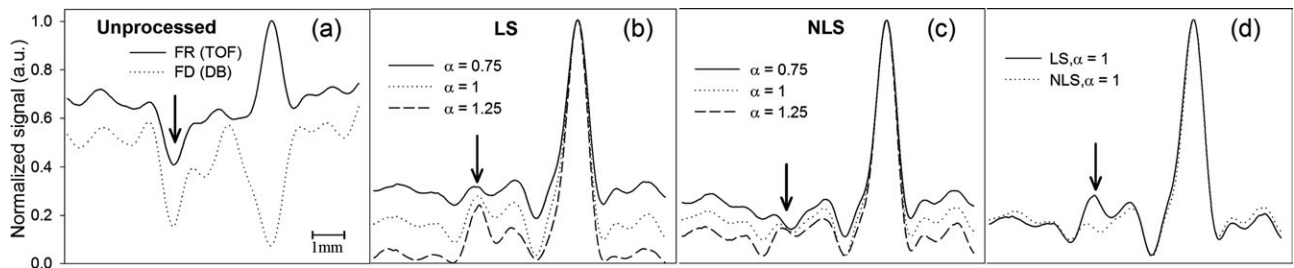 Normalized signal (a.u.)
1.0
0.8
0.6
0.4
0.2
0.0
Unprocessed
(a)
FR (TOF)
FD (DB)
1mm
LS
(b)
α = 0.75
α = 1
α = 1.25
NLS
(c)
α = 0.75
α = 1
α = 1.25
(d)
LS,α = 1
NLS,α = 1